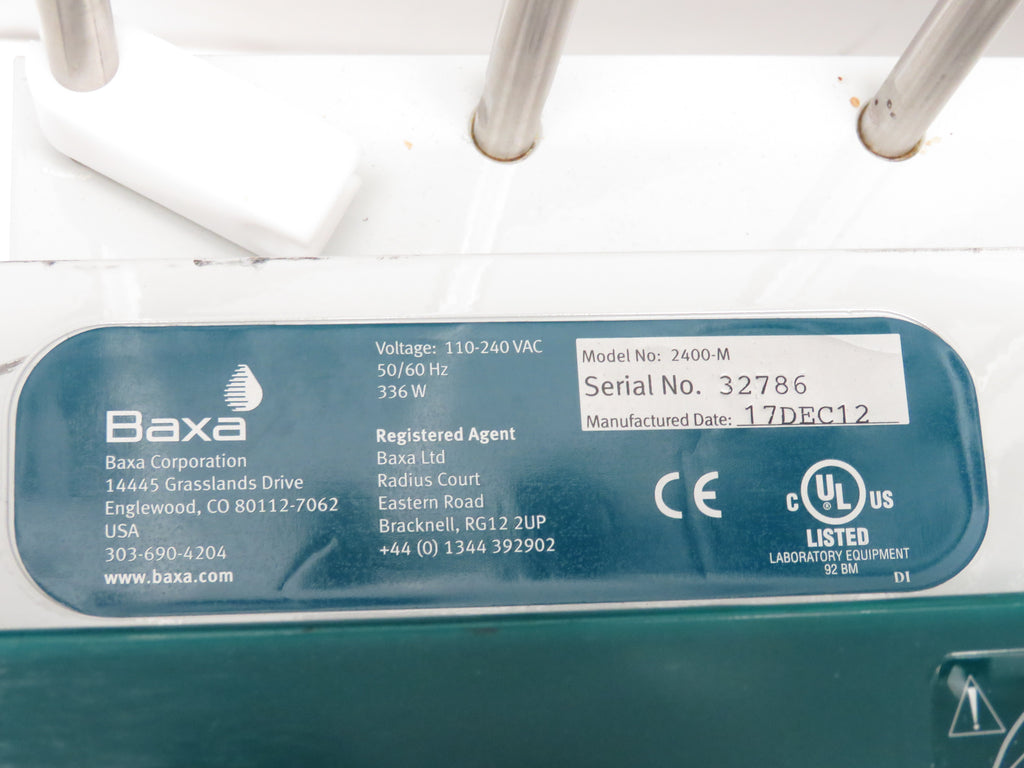 Baxa
Baxa Corporation
14445 Grasslands Drive
Englewood, CO 80112-7062
USA
303-690-4204
www.baxa.com
Voltage: 110-240 VAC
50/60 Hz
336 W
Registered Agent
Baxa Ltd
Radius Court
Eastern Road
Bracknell, RG12 2UP
+44 (0) 1344 392902
Model No: 2400-M
Serial No. 32786
Manufactured Date: 17DEC12
CE
C UL US
®
LISTED
LABORATORY EQUIPMENT
92 BM
DI